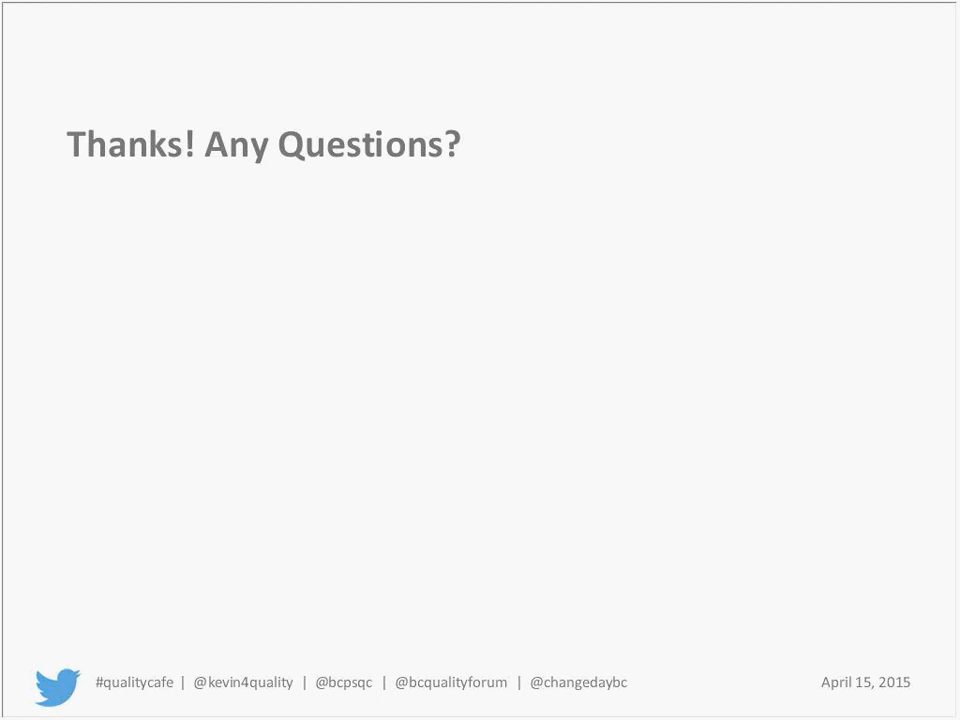 Thanks! Any Questions?
#qualitycafe | @kevin4quality | @bcpsqc | @bcqualityforum | @changedaybc April 15, 2015